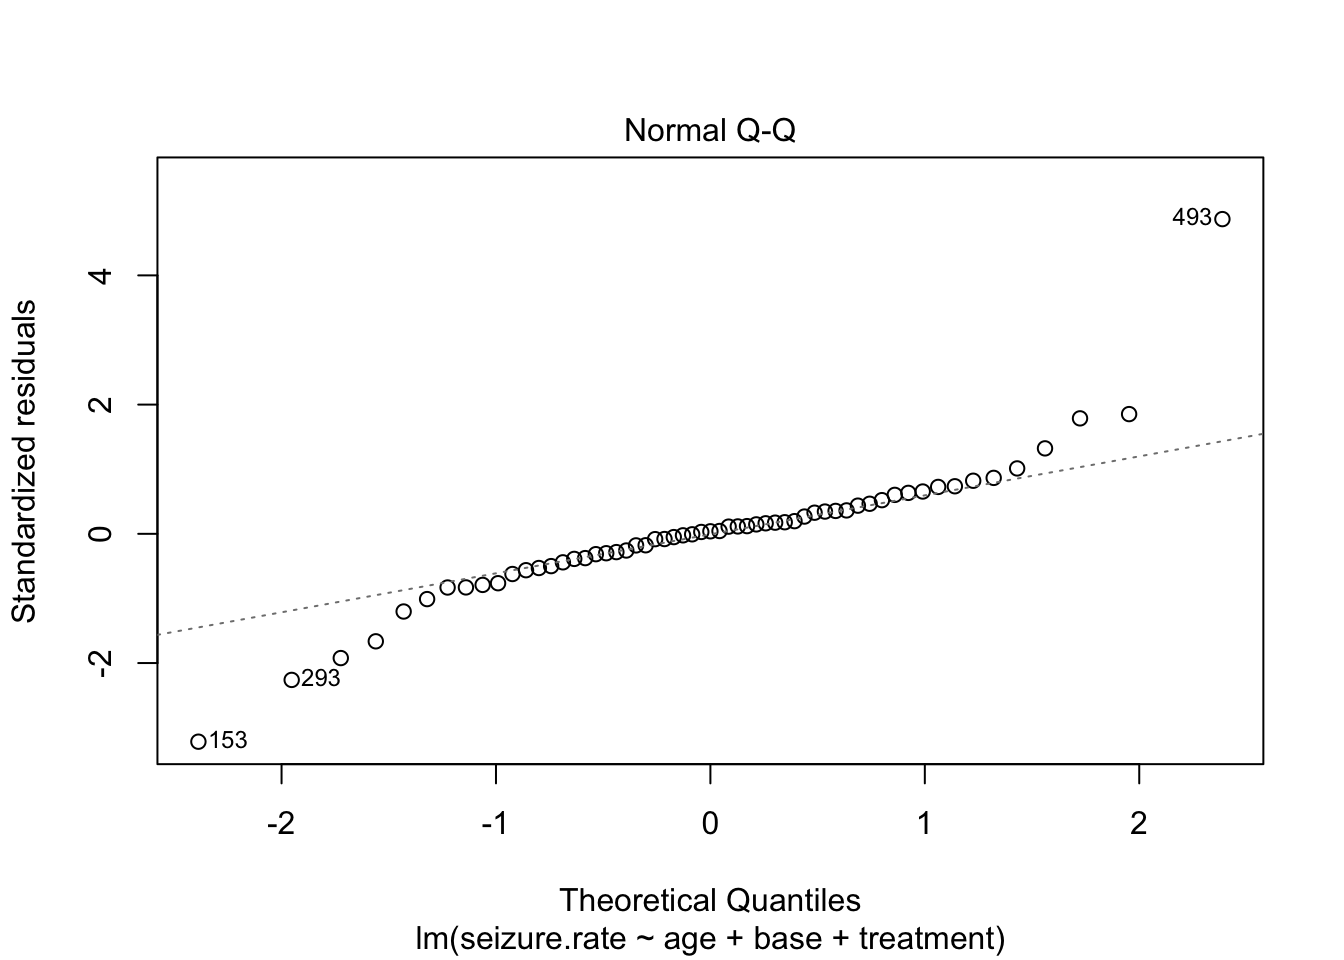 Normal Q-Q
493
4
2
0
-2
Standardized residuals
293
153
-2 -1 0 1 2
Theoretical Quantiles
lm(seizure.rate ~ age + base + treatment)